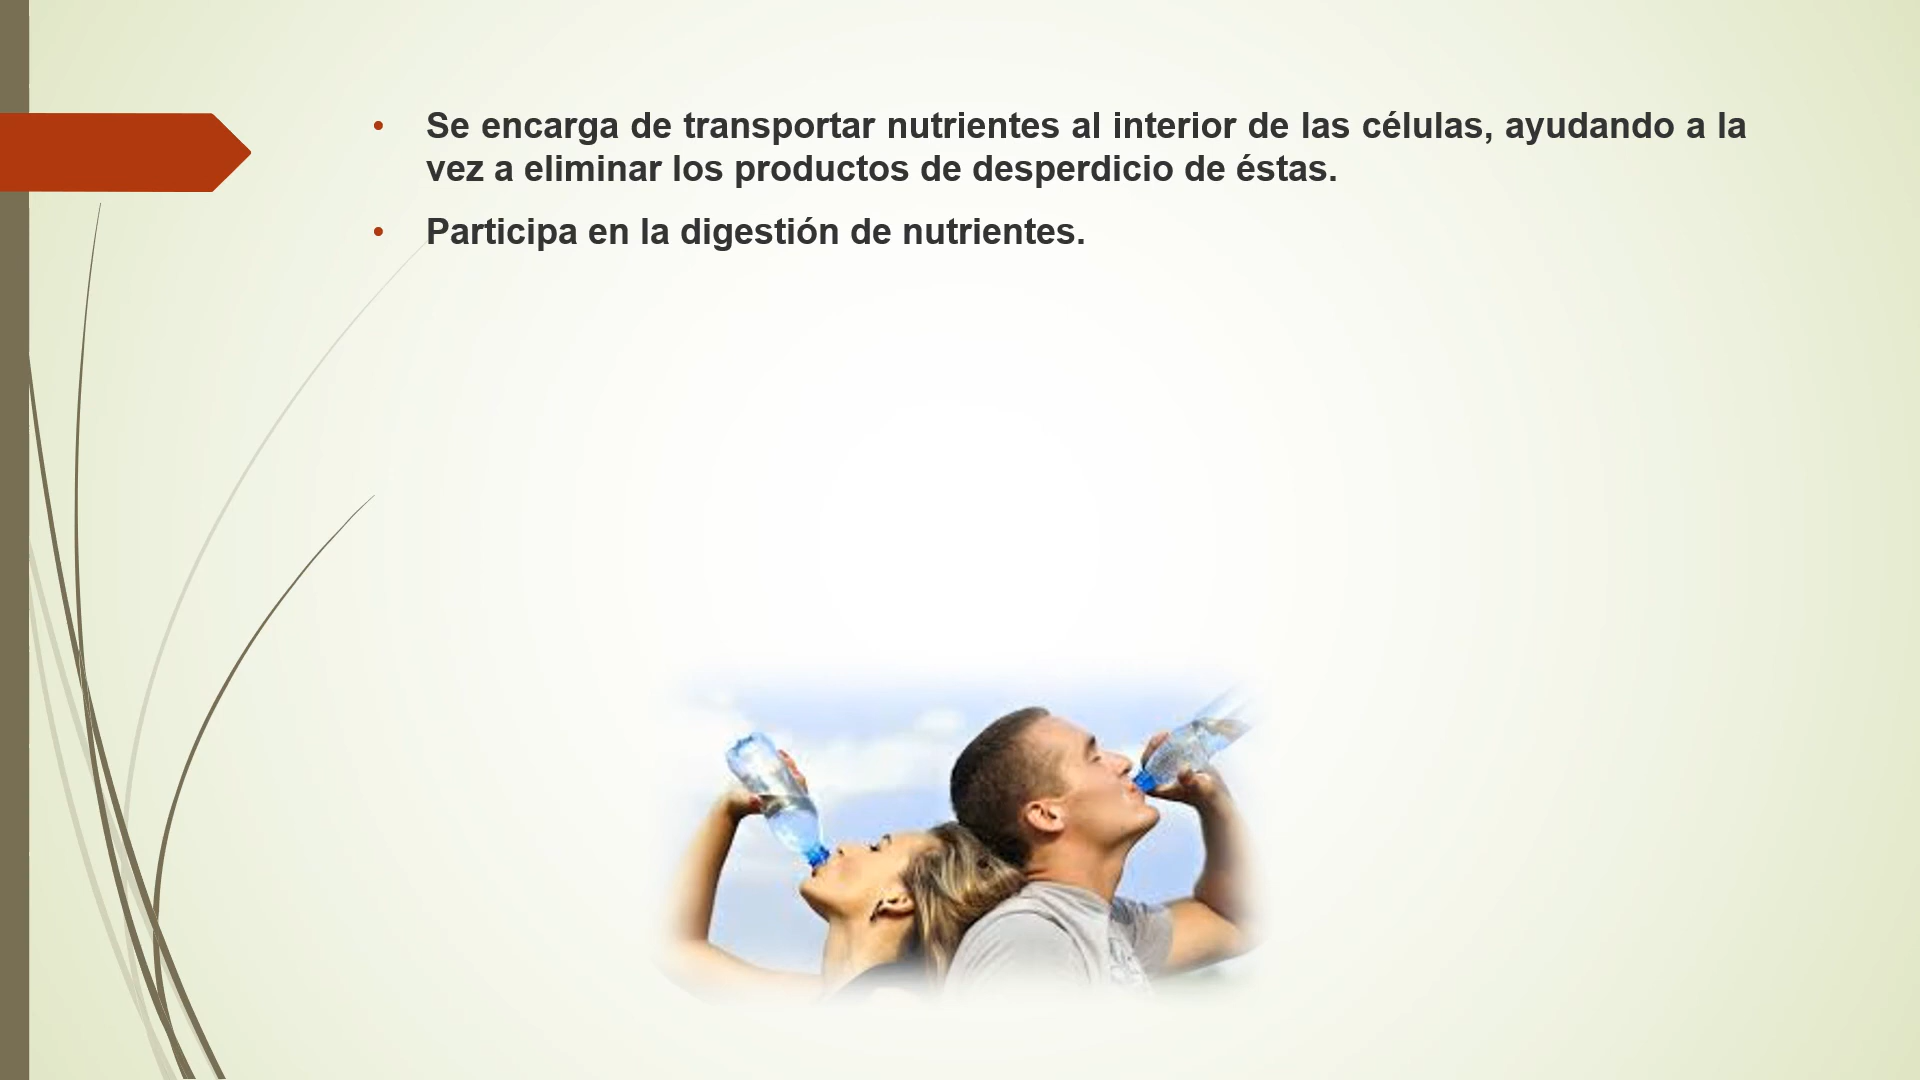 • Se encarga de transportar nutrientes al interior de las células, ayudando a la
vez a eliminar los productos de desperdicio de éstas.
• Participa en la digestión de nutrientes.